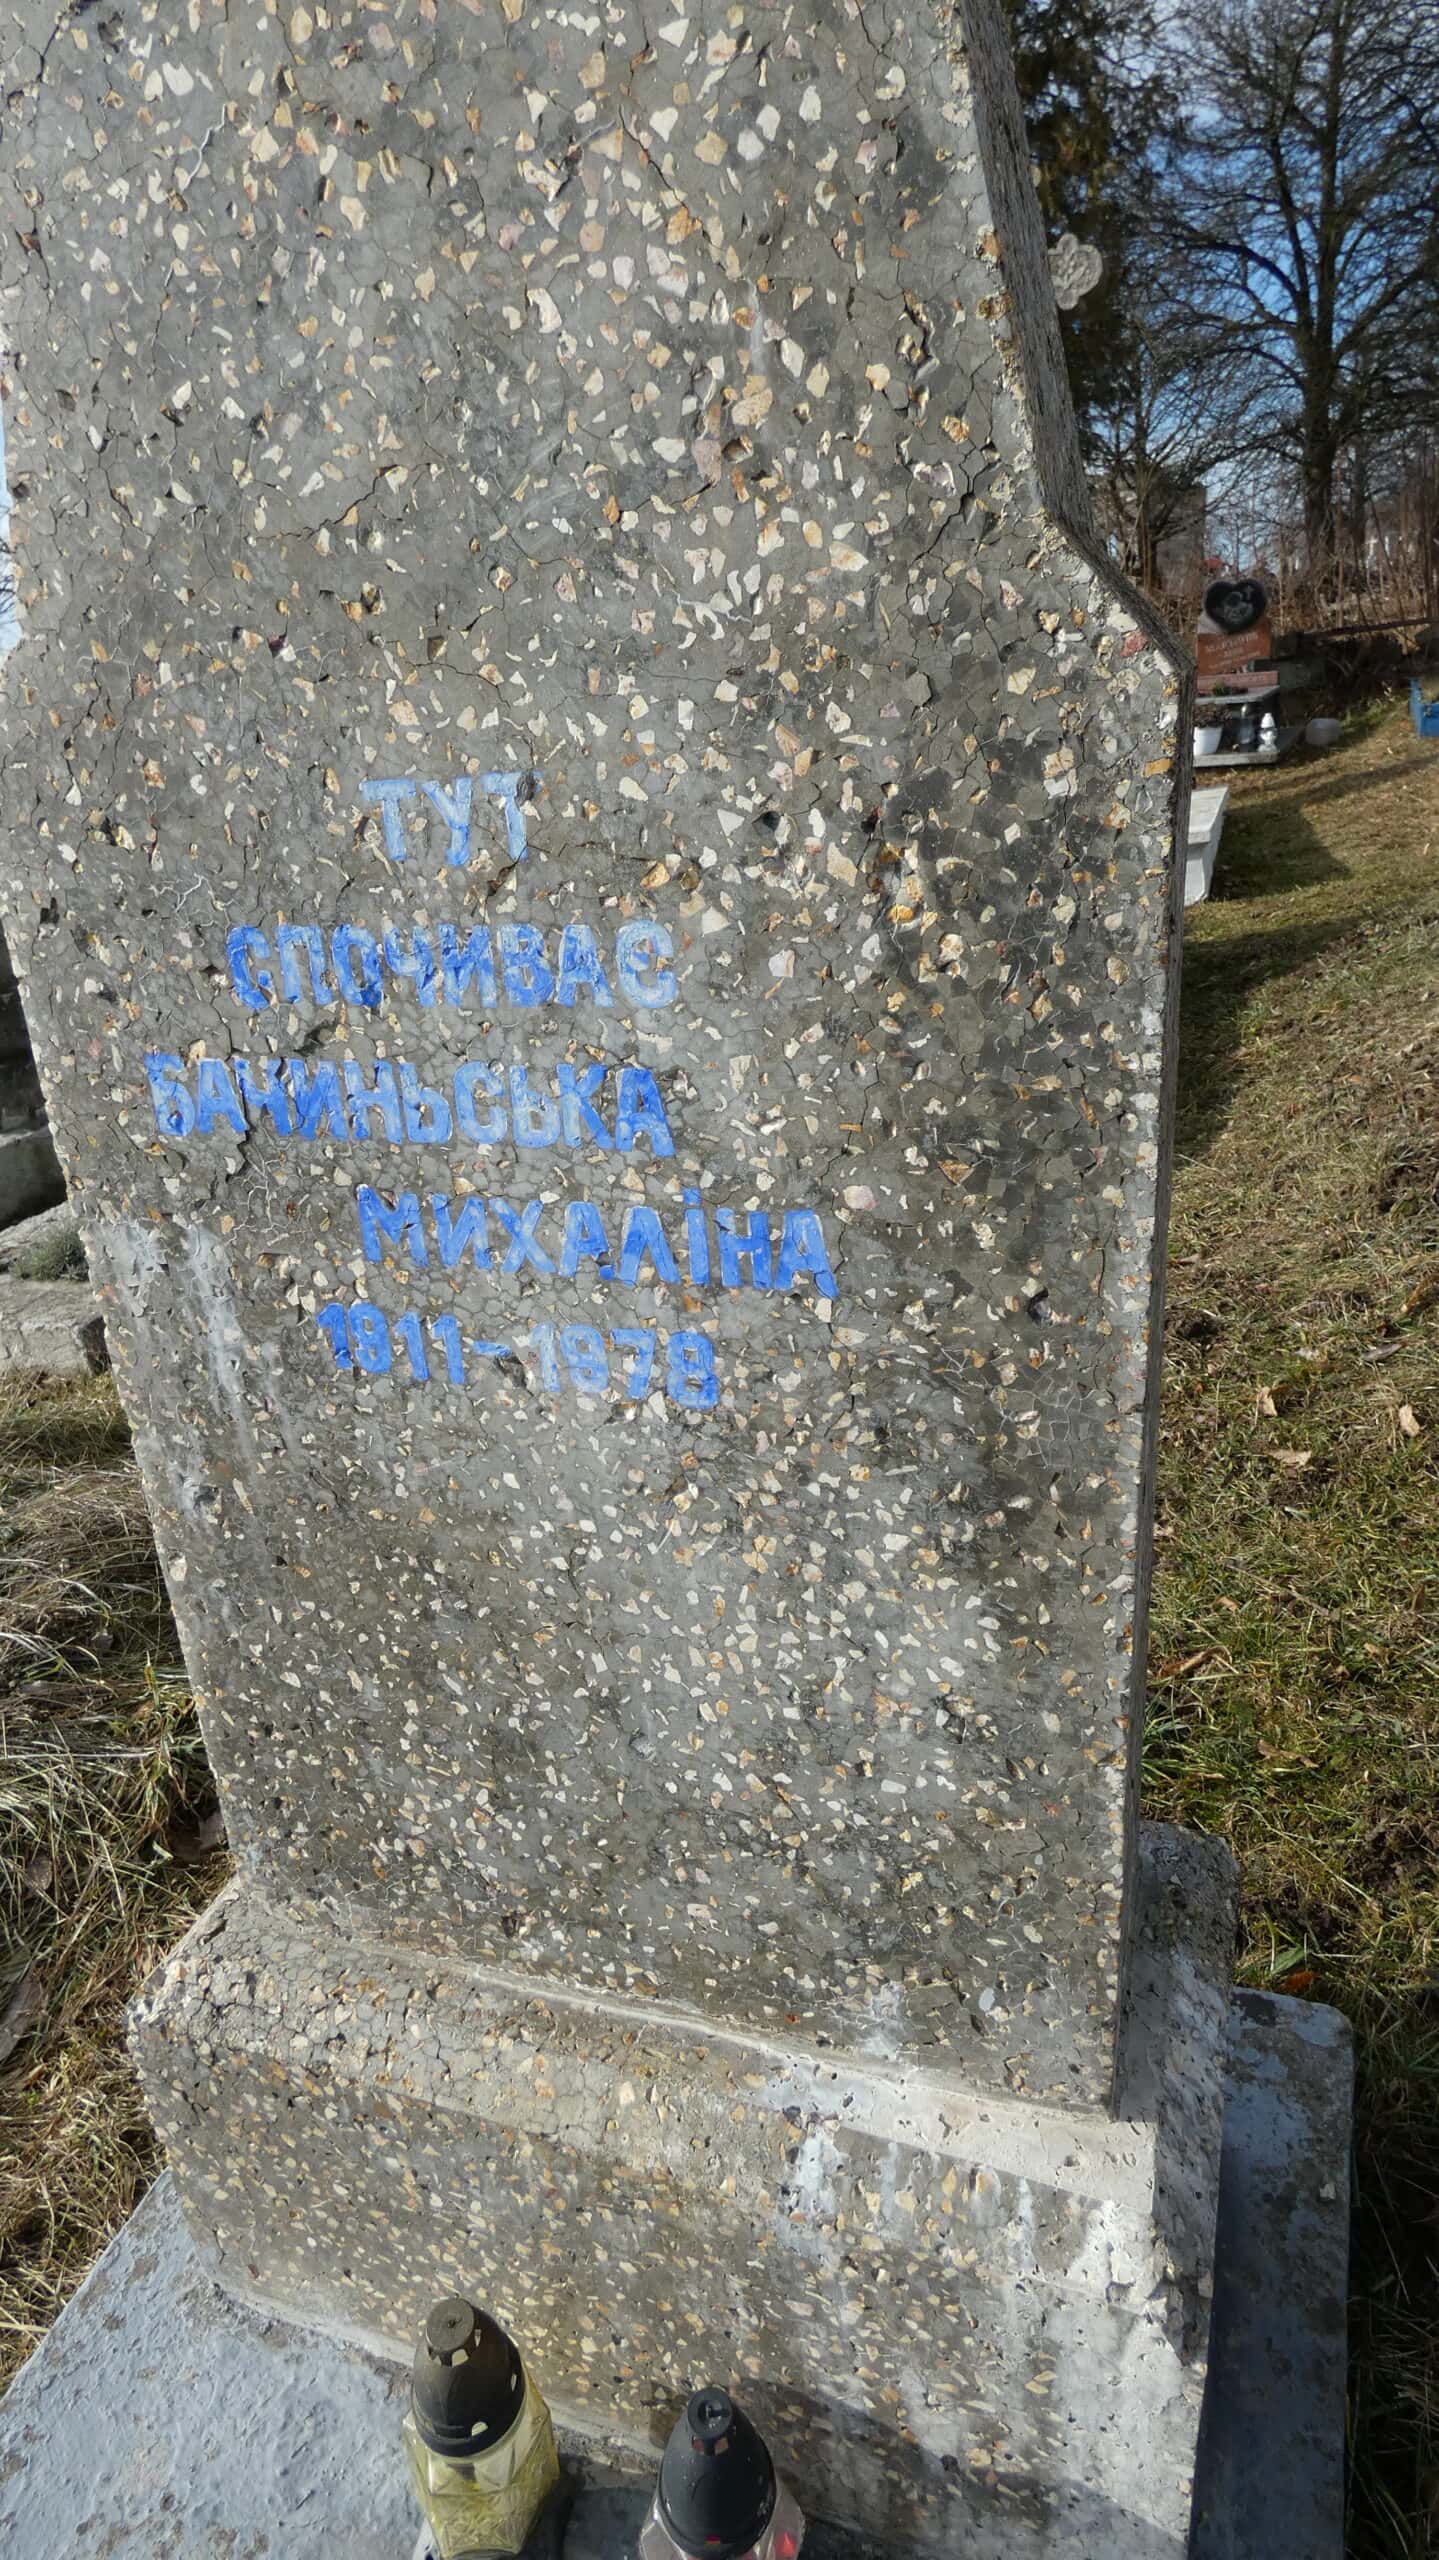 ТУТ
СПОЧИВАЄ
БАЧИНЬСЬКА
МИХАЛІНА
1911-1978